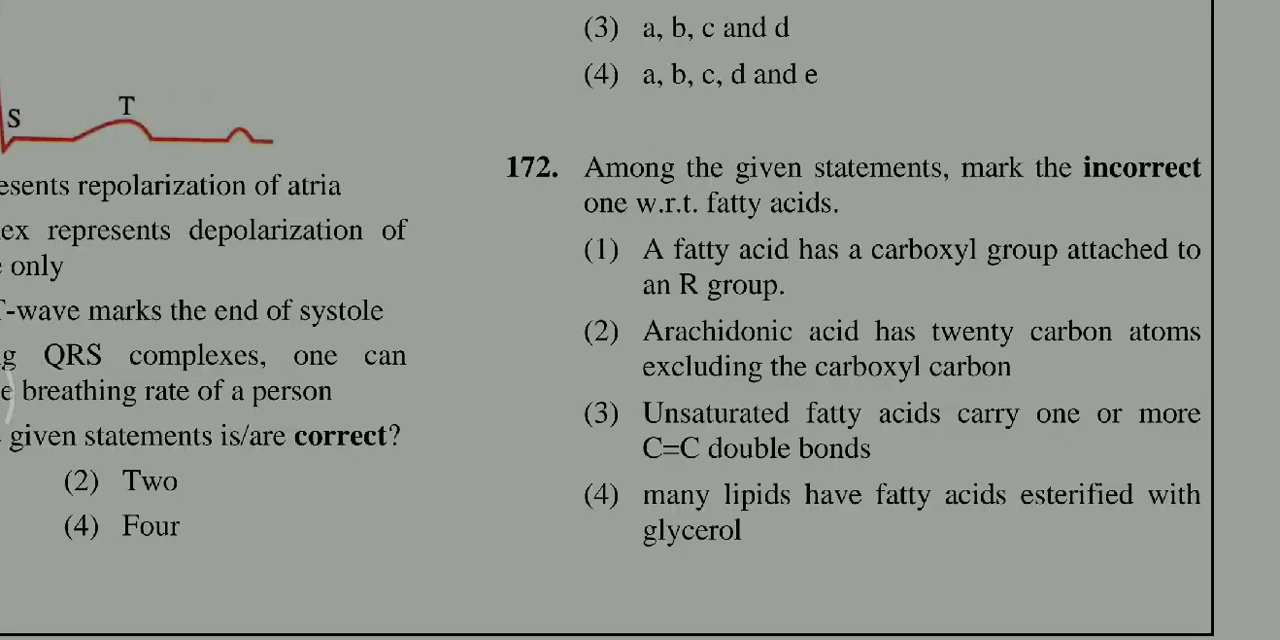 S
T
repolarization of atria
represents depolarization of
only
-wave marks the end of systole
QRS complexes, one can
breathing rate of a person
given statements is/are correct?
(2) Two
(4) Four
(3) a, b, c and d
(4) a, b, c, d and e
172. Among the given statements, mark the incorrect
one w.r.t. fatty acids.
(1) A fatty acid has a carboxyl group attached to
an R group.
(2) Arachidonic acid has twenty carbon atoms
excluding the carboxyl carbon
(3) Unsaturated fatty acids carry one or more
C=C double bonds
(4) many lipids have fatty acids esterified with
glycerol